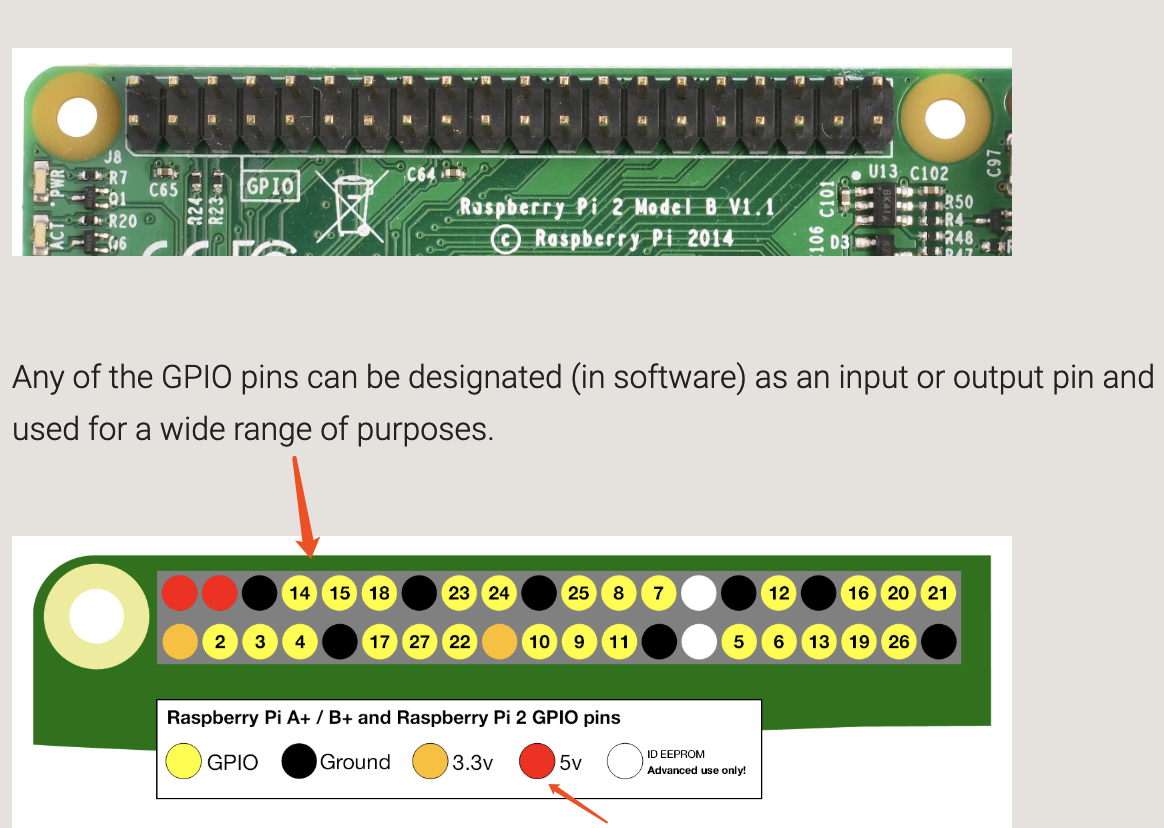 J8
PWR
R7
Q1
ACT
R20
C65
R24
R23
GPIO
C64
Raspberry Pi 2 Model B V1.1
© Raspberry Pi 2014
C101
U13
C102
C97
R50
R4
R48
R47
D3
Any of the GPIO pins can be designated (in software) as an input or output pin and
used for a wide range of purposes.
14 15 18 23 24 25 8 7 12 16 20 21
2 3 4 17 27 22 10 9 11 5 6 13 19 26
Raspberry Pi A+ / B+ and Raspberry Pi 2 GPIO pins
GPIO Ground 3.3v 5v ID EEPROM
Advanced use only!